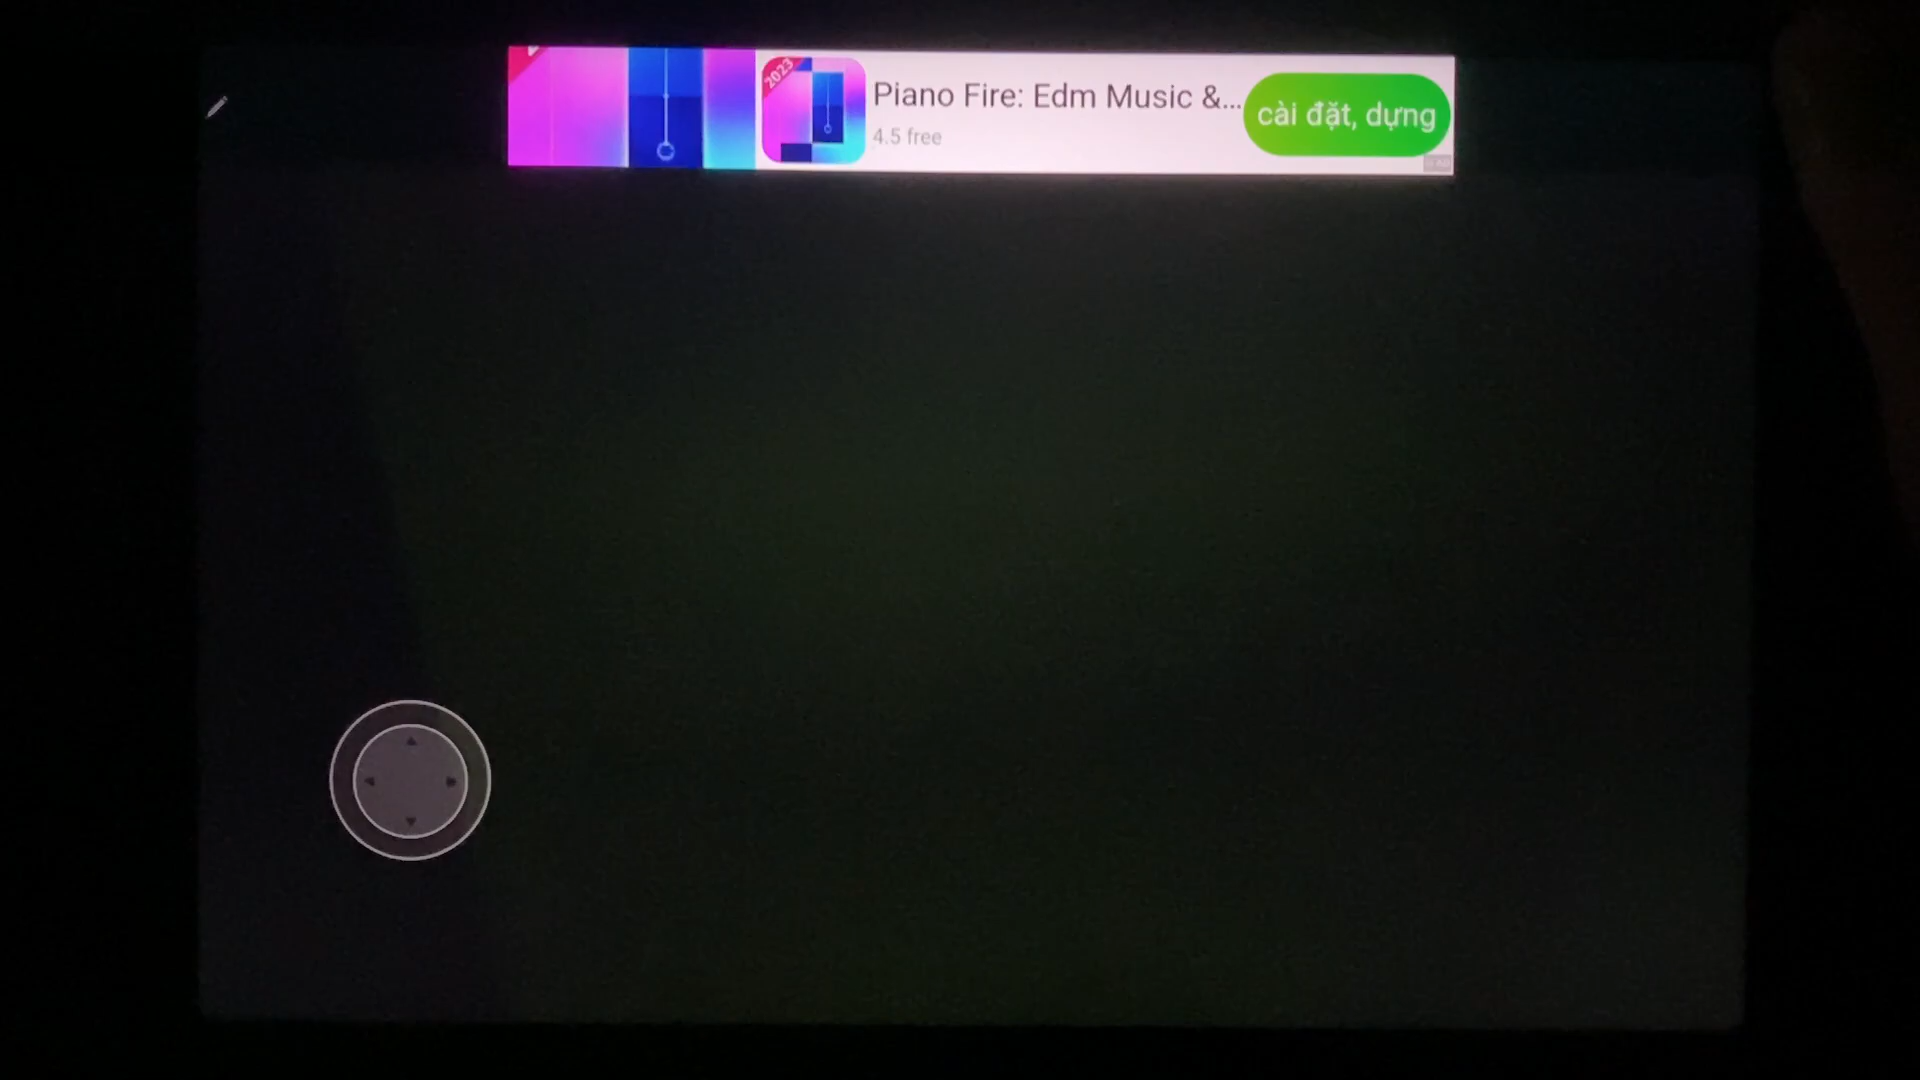 2023
Piano Fire: Edm Music &...
4.5 free
cài đặt, dựng